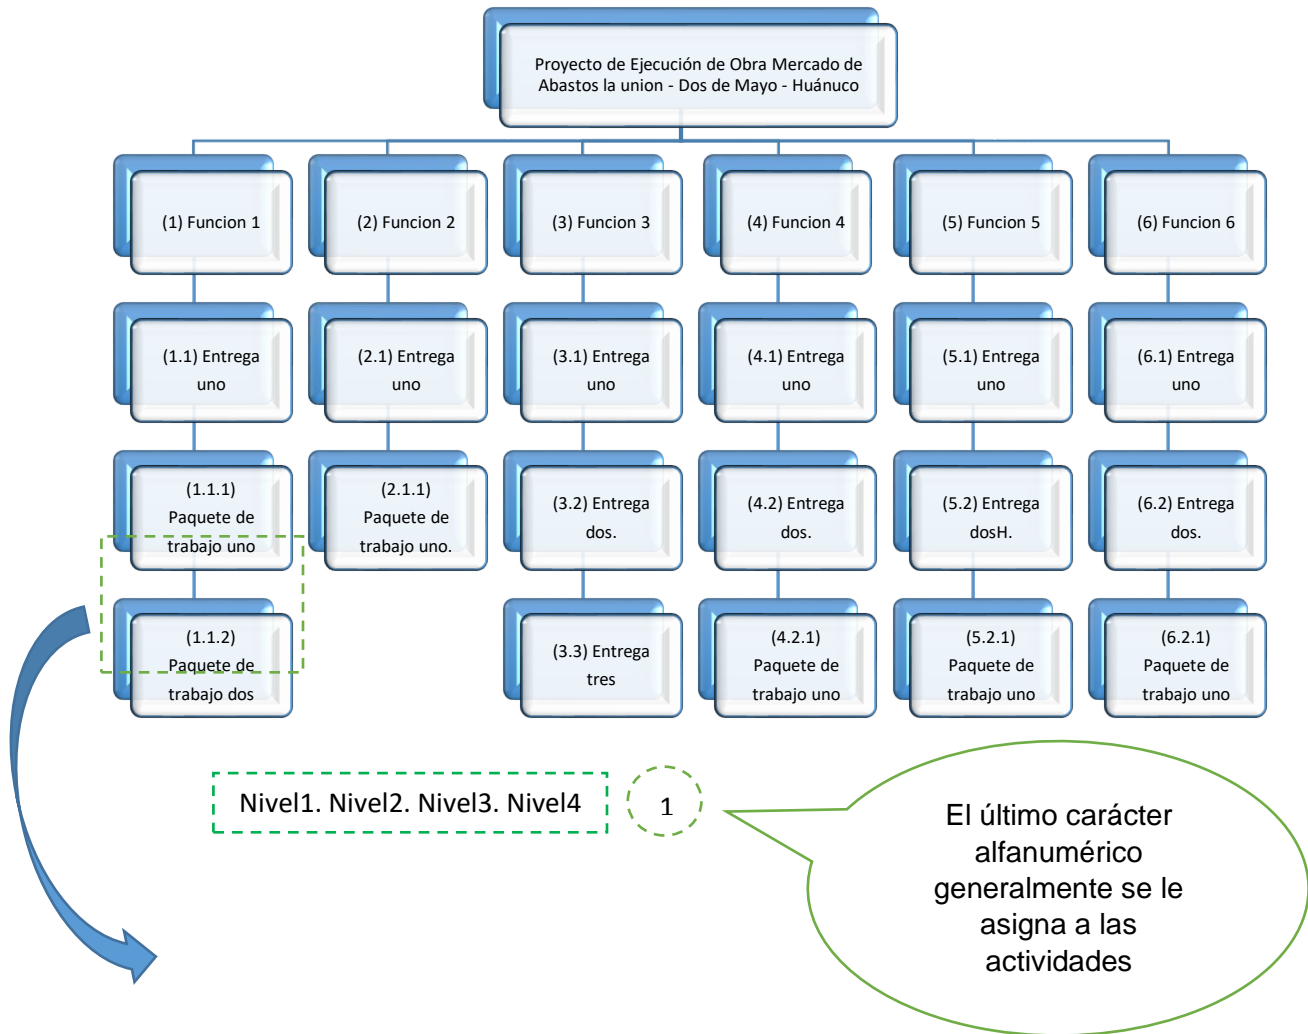 Proyecto de Ejecución de Obra Mercado de
Abastos la union - Dos de Mayo - Huánuco
(1) Funcion 1
(2) Funcion 2
(3) Funcion 3
(4) Funcion 4
(5) Funcion 5
(6) Funcion 6
(1.1) Entrega
uno
(2.1) Entrega
uno
(3.1) Entrega
uno
(4.1) Entrega
uno
(5.1) Entrega
uno
(6.1) Entrega
uno
(1.1.1)
Paquete de
trabajo uno
(2.1.1)
Paquete de
trabajo uno.
(3.2) Entrega
dos.
(4.2) Entrega
dos.
(5.2) Entrega
dosH.
(6.2) Entrega
dos.
(1.1.2)
Paquete de
trabajo dos
(3.3) Entrega
tres
(4.2.1)
Paquete de
trabajo uno
(5.2.1)
Paquete de
trabajo uno
(6.2.1)
Paquete de
trabajo uno
Nivel1. Nivel2. Nivel3. Nivel4
1
El último carácter
alfanumérico
generalmente se le
asigna a las
actividades